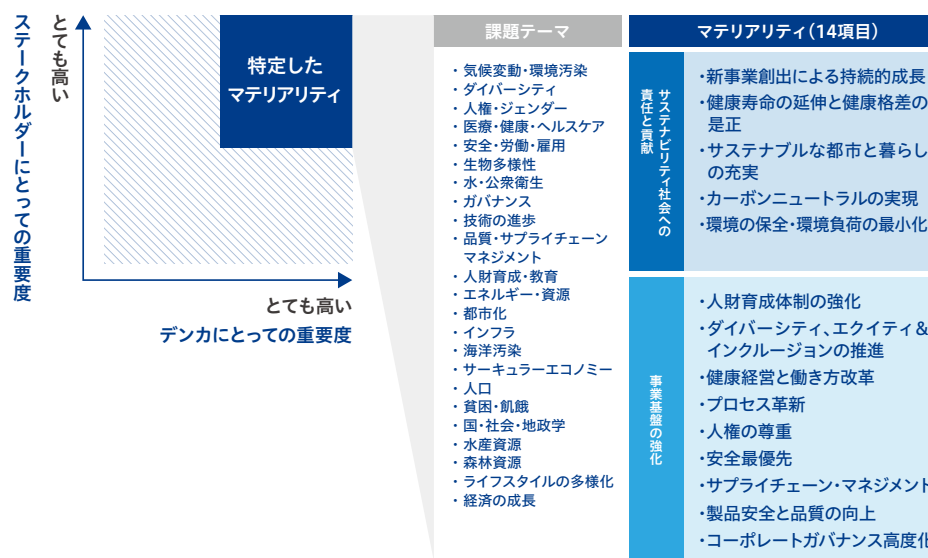 ステークホルダーにとっての重要度
とても高い
特定した
マテリアリティ
とても高い
デンカにとっての重要度
課題テーマ
・気候変動・環境汚染
・ダイバーシティ
・人権・ジェンダー
・医療・健康・ヘルスケア
・安全・労働・雇用
・生物多様性
・水・公衆衛生
・ガバナンス
・技術の進歩
・品質・サプライチェーン
マネジメント
・人財育成・教育
・エネルギー・資源
・都市化
・インフラ
・海洋汚染
・サーキュラーエコノミー
・人口
・貧困・飢餓
・国・社会・地政学
・水産資源
・森林資源
・ライフスタイルの多様化
・経済の成長
マテリアリティ（14項目）
サステナビリティ社会への
責任と貢献
・新事業創出による持続的成長
・健康寿命の延伸と健康格差の
是正
・サステナブルな都市と暮らし
の充実
・カーボンニュートラルの実現
・環境の保全・環境負荷の最小化
事業基盤の強化
・人財育成体制の強化
・ダイバーシティ、エクイティ＆
インクルージョンの推進
・健康経営と働き方改革
・プロセス革新
・人権の尊重
・安全最優先
・サプライチェーン・マネジメント
・製品安全と品質の向上
・コーポレートガバナンス高度化